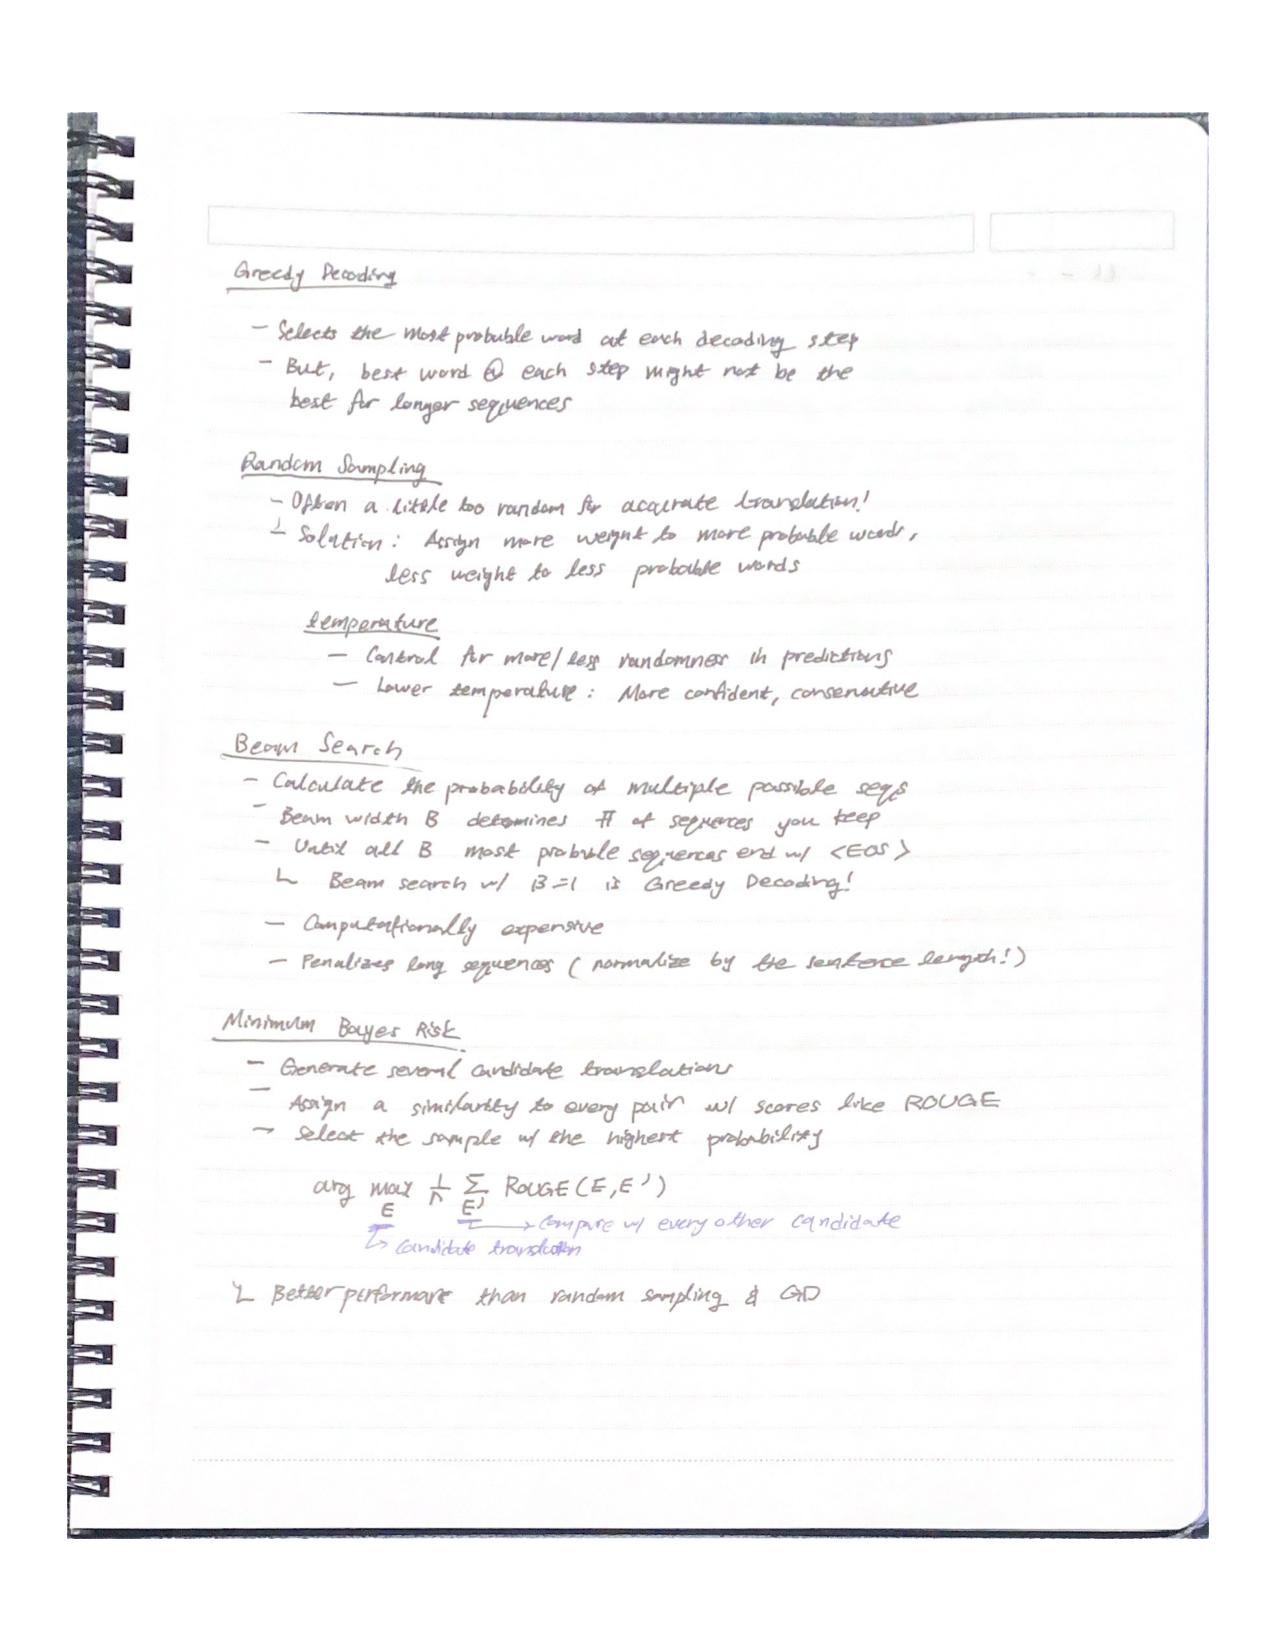 Greedy Decoding
- Selects the most probable word at each decoding step
- But, best word @ each step might not be the
best for longer sequences
Random Sampling
- Often a little too random for accurate translation!
└ Solution: Assign more weight to more probable words,
less weight to less probable words
temperature
- Control for more/less randomness in predictions
- Lower temperature: More confident, conservative
Beam Search
- Calculate the probability of multiple possible seqs
- Beam width B determines # of sequences you keep
- Until all B most probable sequences end w/ <EOS>
└ Beam search w/ B=1 is Greedy Decoding!
- Computationally expensive
- Penalizes long sequences (normalize by the sentence length!)
Minimum Bayes Risk
- Generate several candidate translations
- Assign a similarity to every pair w/ scores like ROUGE
- Select the sample w/ the highest probability
arg max 1/n Σ ROUGE(E,E')
E E'
→ Compare w/ every other candidate
↳ Candidate translation
└ Better performance than random sampling & GD